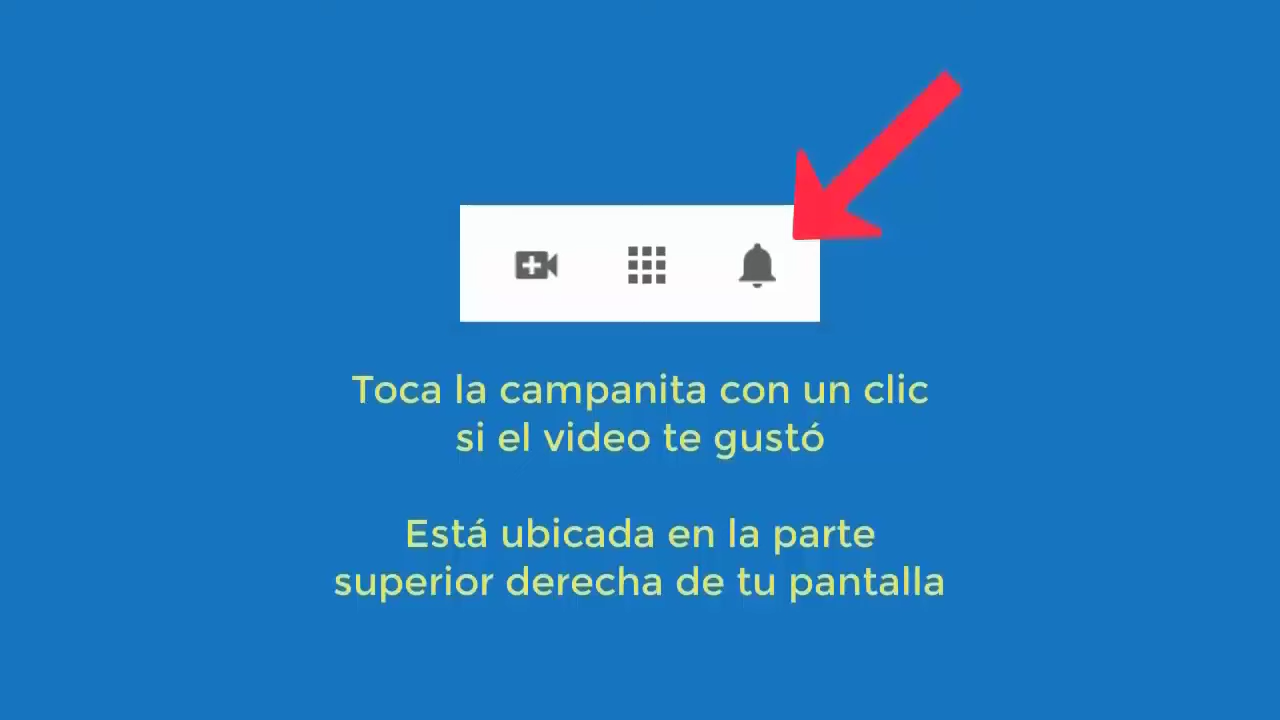 Toca la campanita con un clic
si el video te gustó
Está ubicada en la parte
superior derecha de tu pantalla